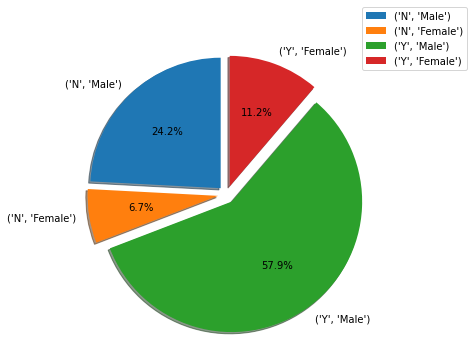 ('N', 'Male')
('N', 'Female')
('Y', 'Male')
('Y', 'Female')
('Y', 'Female')
('N', 'Male')
11.2%
24.2%
6.7%
('N', 'Female')
57.9%
('Y', 'Male')